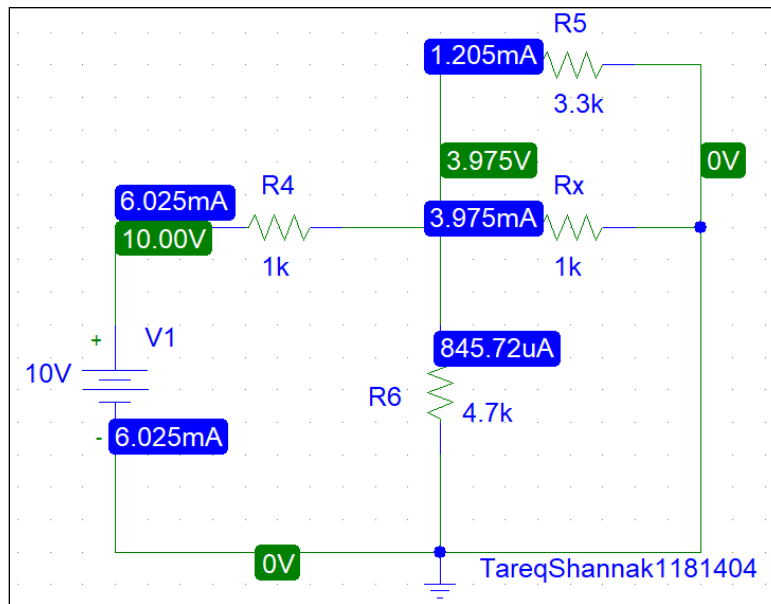 R5
1.205mA
3.3k
3.975V
0V
R4
Rx
6.025mA
3.975mA
10.00V
1k
1k
+
V1
845.72uA
10V
R6
4.7k
-
6.025mA
0V
TareqShannak1181404